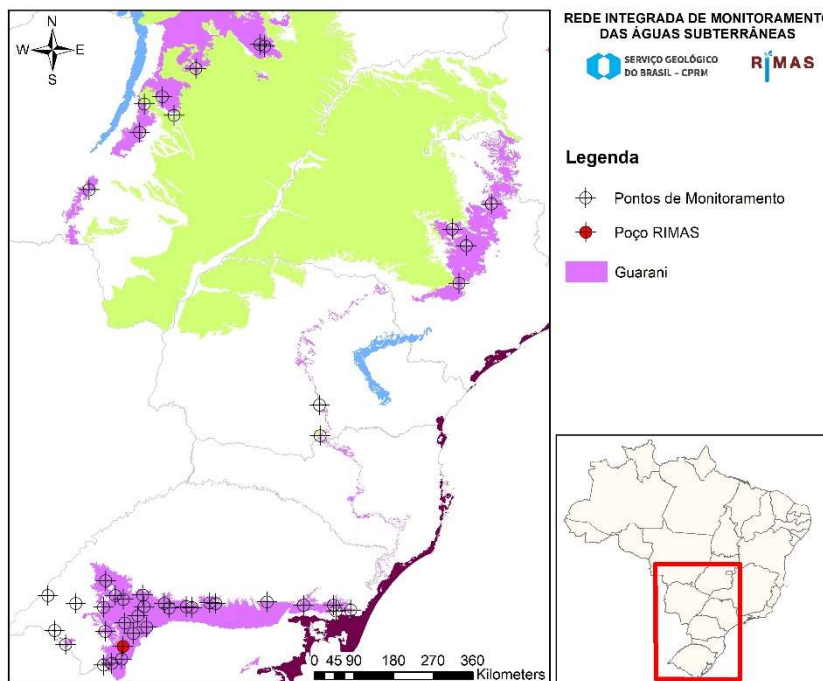 N
W E
S
REDE INTEGRADA DE MONITORAMENTO
DAS ÁGUAS SUBTERRÂNEAS
SERVIÇO GEOLÓGICO
DO BRASIL - CPRM
RIMAS
Legenda
Pontos de Monitoramento
Poço RIMAS
Guarani
0 45 90 180 270 360
Kilometers